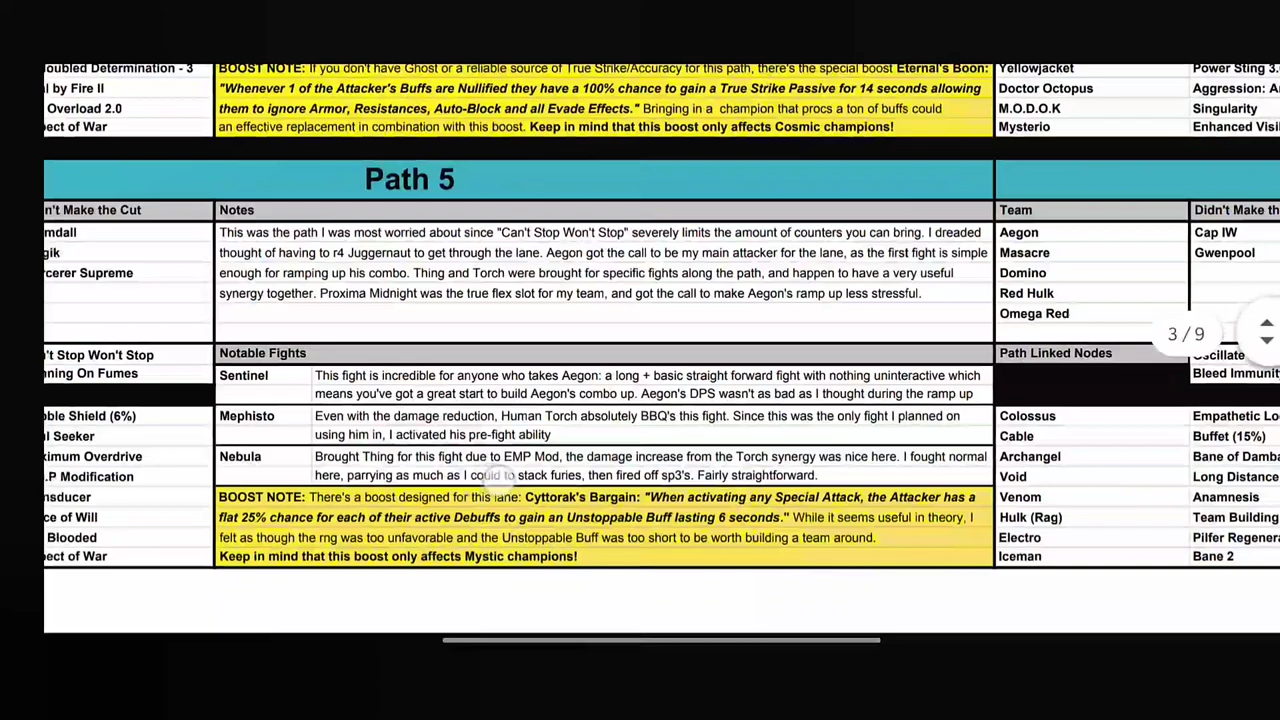 oubled Determination - 3
BOOST NOTE: If you don't have Ghost or a reliable source of True Strike/Accuracy for this path, there's the special boost Eternal's Boon:
Yellowjacket
Power Sting 3.
l by Fire II
"Whenever 1 of the Attacker's Buffs are Nullified they have a 100% chance to gain a True Strike Passive for 14 seconds allowing
Doctor Octopus
Aggression: A
Overload 2.0
them to ignore Armor, Resistances, Auto-Block and all Evade Effects." Bringing in a champion that procs a ton of buffs could
M.O.D.O.K
Singularity
ect of War
an effective replacement in combination with this boost. Keep in mind that this boost only affects Cosmic champions!
Mysterio
Enhanced Visi
Path 5
n't Make the Cut
Notes
Team
Didn't Make th
mdall
This was the path I was most worried about since "Can't Stop Won't Stop" severely limits the amount of counters you can bring. I dreaded
Aegon
Cap IW
gik
thought of having to r4 Juggernaut to get through the lane. Aegon got the call to be my main attacker for the lane, as the first fight is simple
Masacre
Gwenpool
rcerer Supreme
enough for ramping up his combo. Thing and Torch were brought for specific fights along the path, and happen to have a very useful
Domino
synergy together. Proxima Midnight was the true flex slot for my team, and got the call to make Aegon's ramp up less stressful.
Red Hulk
Omega Red
3 / 9
't Stop Won't Stop
Notable Fights
Path Linked Nodes
Oscillate
nning On Fumes
Sentinel
This fight is incredible for anyone who takes Aegon: a long + basic straight forward fight with nothing uninteractive which
Bleed Immunit
means you've got a great start to build Aegon's combo up. Aegon's DPS wasn't as bad as I thought during the ramp up
ble Shield (6%)
Mephisto
Even with the damage reduction, Human Torch absolutely BBQ's this fight. Since this was the only fight I planned on
Colossus
Empathetic Lo
l Seeker
using him in, I activated his pre-fight ability
Cable
Buffet (15%)
ximum Overdrive
Nebula
Brought Thing for this fight due to EMP Mod, the damage increase from the Torch synergy was nice here. I fought normal
Archangel
Bane of Damba
.P Modification
here, parrying as much as I could to stack furies, then fired off sp3's. Fairly straightforward.
Void
Long Distance
nsducer
BOOST NOTE: There's a boost designed for this lane: Cyttorak's Bargain: "When activating any Special Attack, the Attacker has a
Venom
Anamnesis
ce of Will
flat 25% chance for each of their active Debuffs to gain an Unstoppable Buff lasting 6 seconds." While it seems useful in theory, I
Hulk (Rag)
Team Building
Blooded
felt as though the rng was too unfavorable and the Unstoppable Buff was too short to be worth building a team around.
Electro
Pilfer Regenera
ect of War
Keep in mind that this boost only affects Mystic champions!
Iceman
Bane 2